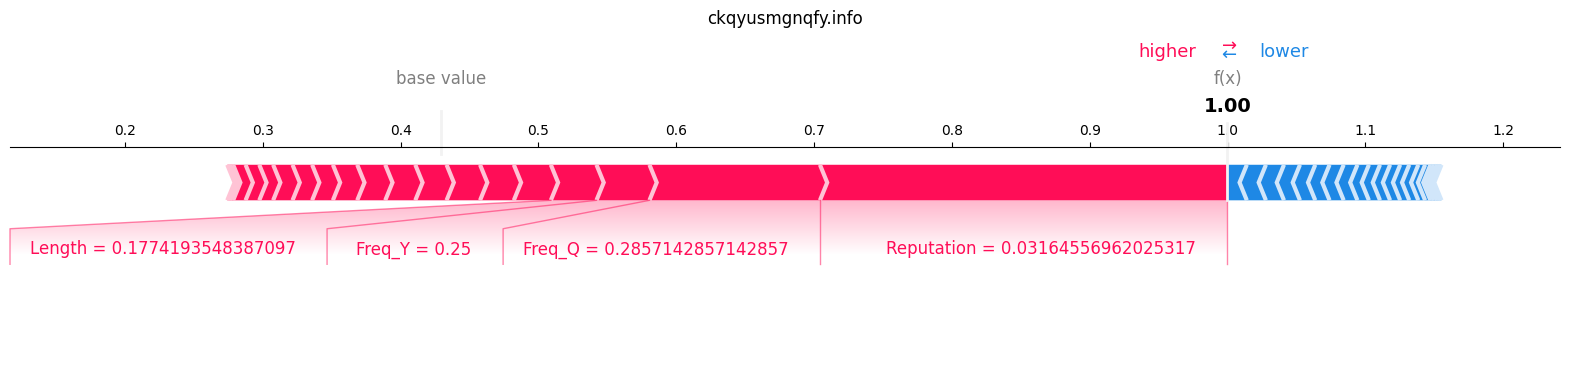 ckqyusmgnqfy.info
higher ⇄ lower
base value f(x)
1.00
0.2 0.3 0.4 0.5 0.6 0.7 0.8 0.9 1.0 1.1 1.2
Length = 0.1774193548387097 Freq_Y = 0.25 Freq_Q = 0.2857142857142857 Reputation = 0.03164556962025317